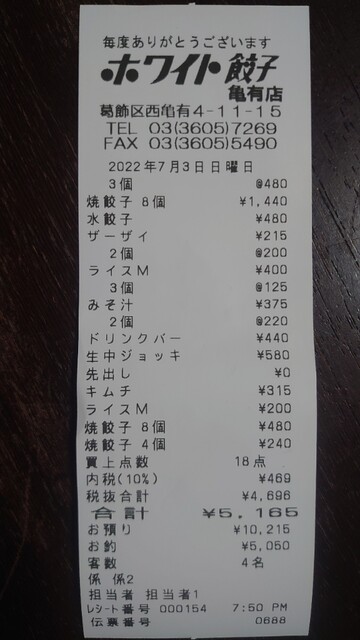 毎度ありがとうございます
ホワイト餃子
亀有店
葛飾区西亀有4-11-15
TEL 03(3605)7269
FAX 03(3605)5490
2022年7月3日日曜日
3個 @480
焼餃子 8個 ¥1,440
水餃子 ¥480
ザーザイ ¥215
2個 @200
ライスM ¥400
3個 @125
みそ汁 ¥375
2個 @220
ドリンクバー ¥440
生中ジョッキ ¥580
先出し ¥0
キムチ ¥315
ライスM ¥200
焼餃子 8個 ¥480
焼餃子 4個 ¥240
買上点数 18点
内税(10%) ¥469
税抜合計 ¥4,696
合計 ¥5,165
お預り ¥10,215
お釣 ¥5,050
客数 4名
係 係2
担当者 担当者1
レシート番号 000154 7:50 PM
伝票番号 0688